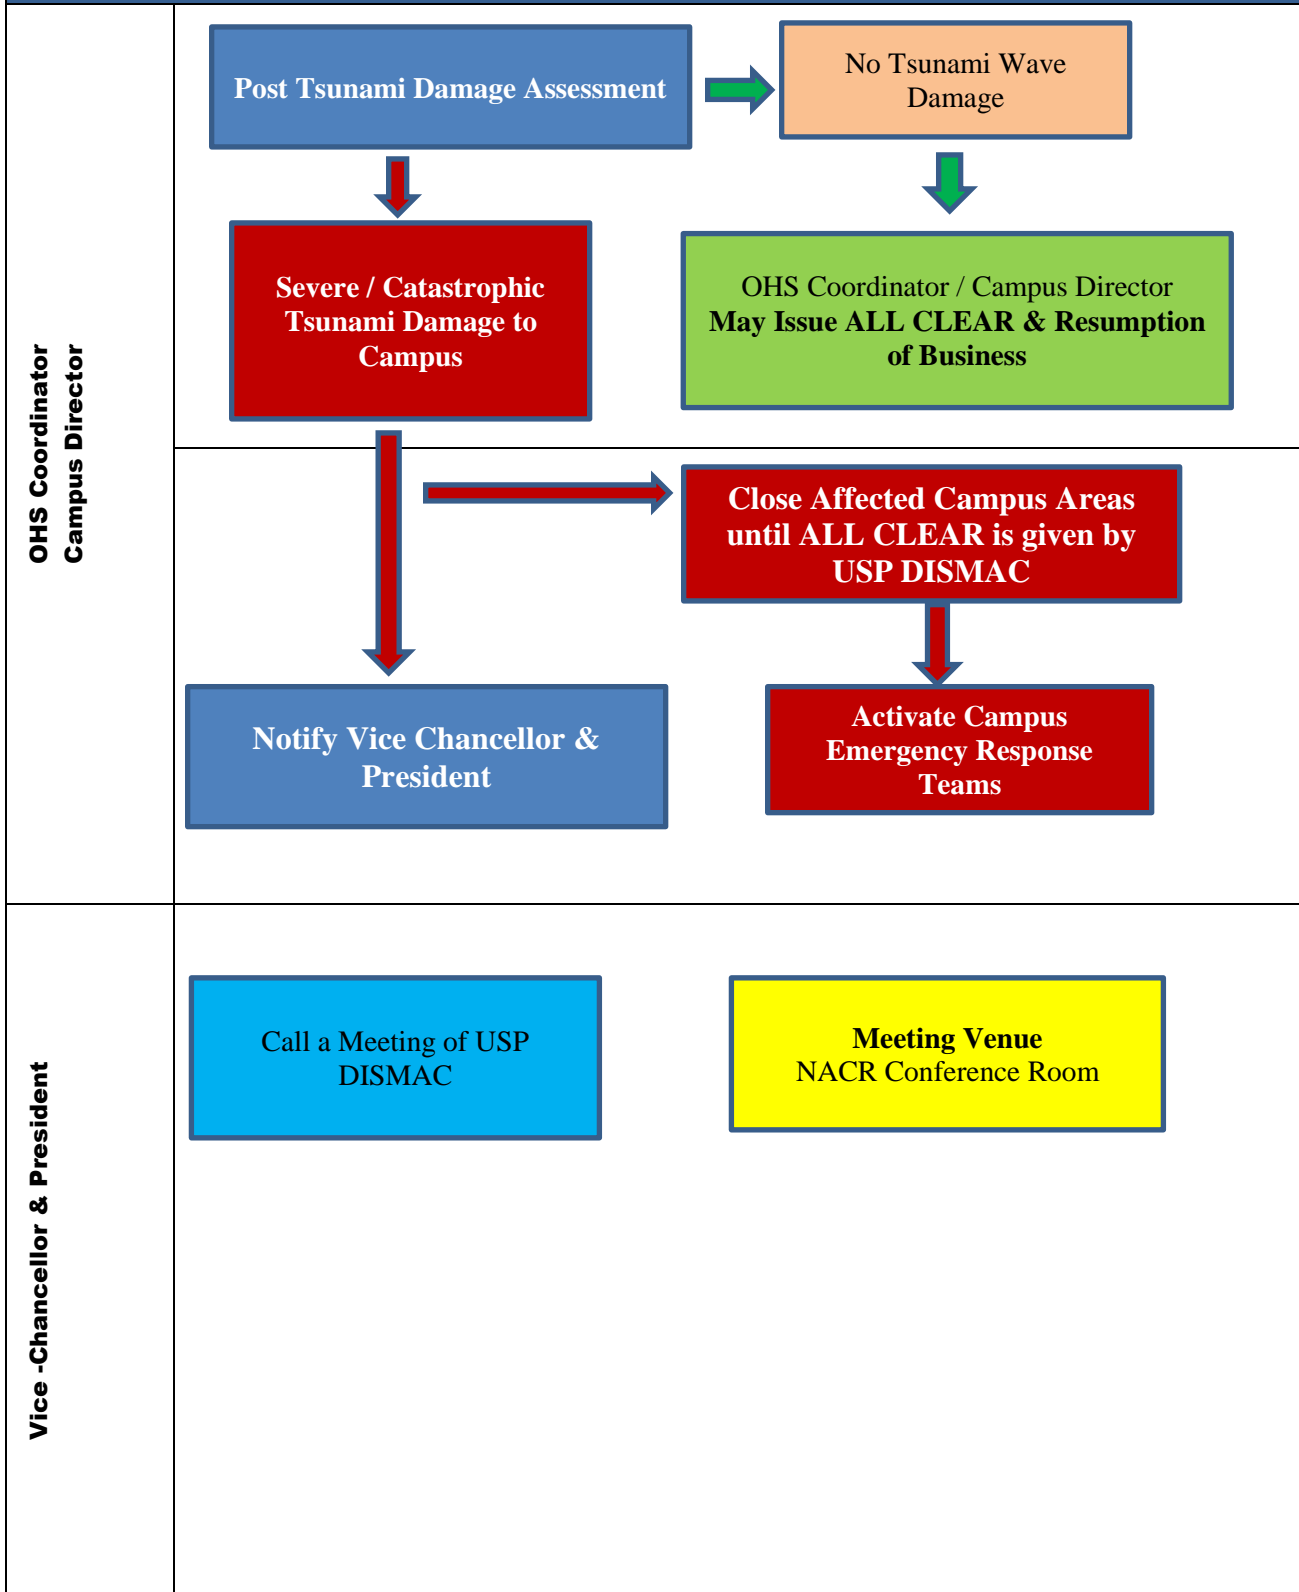 OHS Coordinator
Campus Director
Post Tsunami Damage Assessment
No Tsunami Wave
Damage
Severe / Catastrophic
Tsunami Damage to
Campus
OHS Coordinator / Campus Director
May Issue ALL CLEAR & Resumption
of Business
Close Affected Campus Areas
until ALL CLEAR is given by
USP DISMAC
Notify Vice Chancellor &
President
Activate Campus
Emergency Response
Teams
Vice -Chancellor & President
Call a Meeting of USP
DISMAC
Meeting Venue
NACR Conference Room